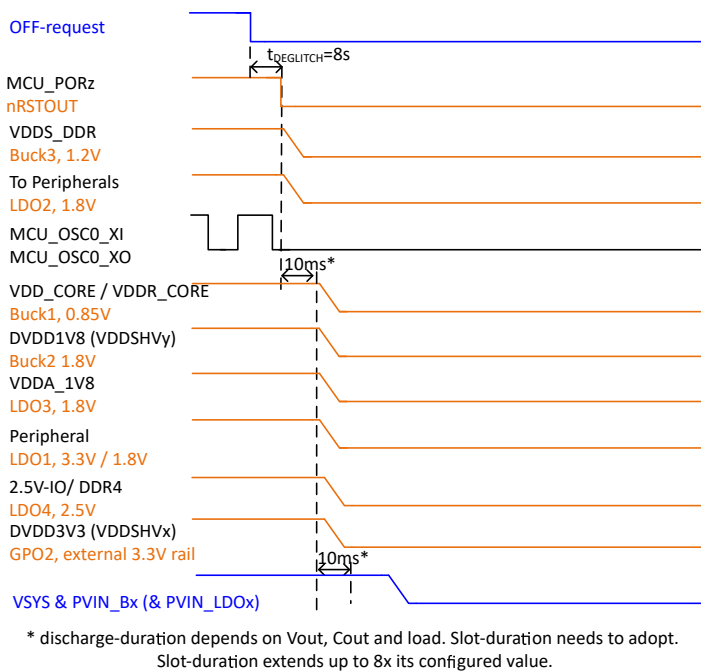 OFF-request
tDEGLITCH=8s
MCU_PORz
nRSTOUT
VDDS_DDR
Buck3, 1.2V
To Peripherals
LDO2, 1.8V
MCU_OSC0_XI
MCU_OSC0_XO
10ms*
VDD_CORE / VDDR_CORE
Buck1, 0.85V
DVDD1V8 (VDDSHVy)
Buck2 1.8V
VDDA_1V8
LDO3, 1.8V
Peripheral
LDO1, 3.3V / 1.8V
2.5V-IO/ DDR4
LDO4, 2.5V
DVDD3V3 (VDDSHVx)
GPO2, external 3.3V rail
10ms*
VSYS & PVIN_Bx (& PVIN_LDOx)
* discharge-duration depends on Vout, Cout and load. Slot-duration needs to adopt.
Slot-duration extends up to 8x its configured value.